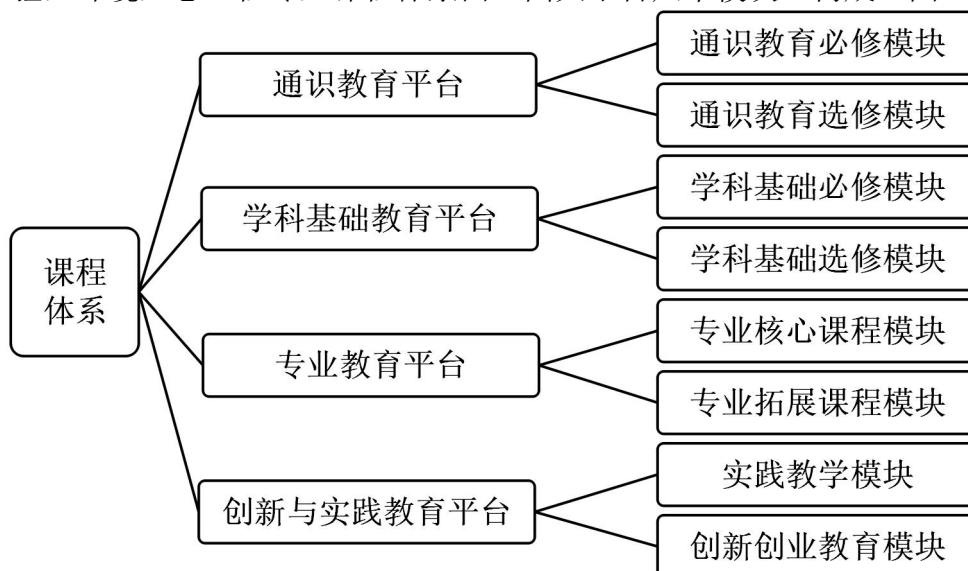 通识教育必修模块
通识教育平台
通识教育选修模块
学科基础必修模块
学科基础教育平台
学科基础选修模块
课程
体系
专业核心课程模块
专业教育平台
专业拓展课程模块
实践教学模块
创新与实践教育平台
创新创业教育模块